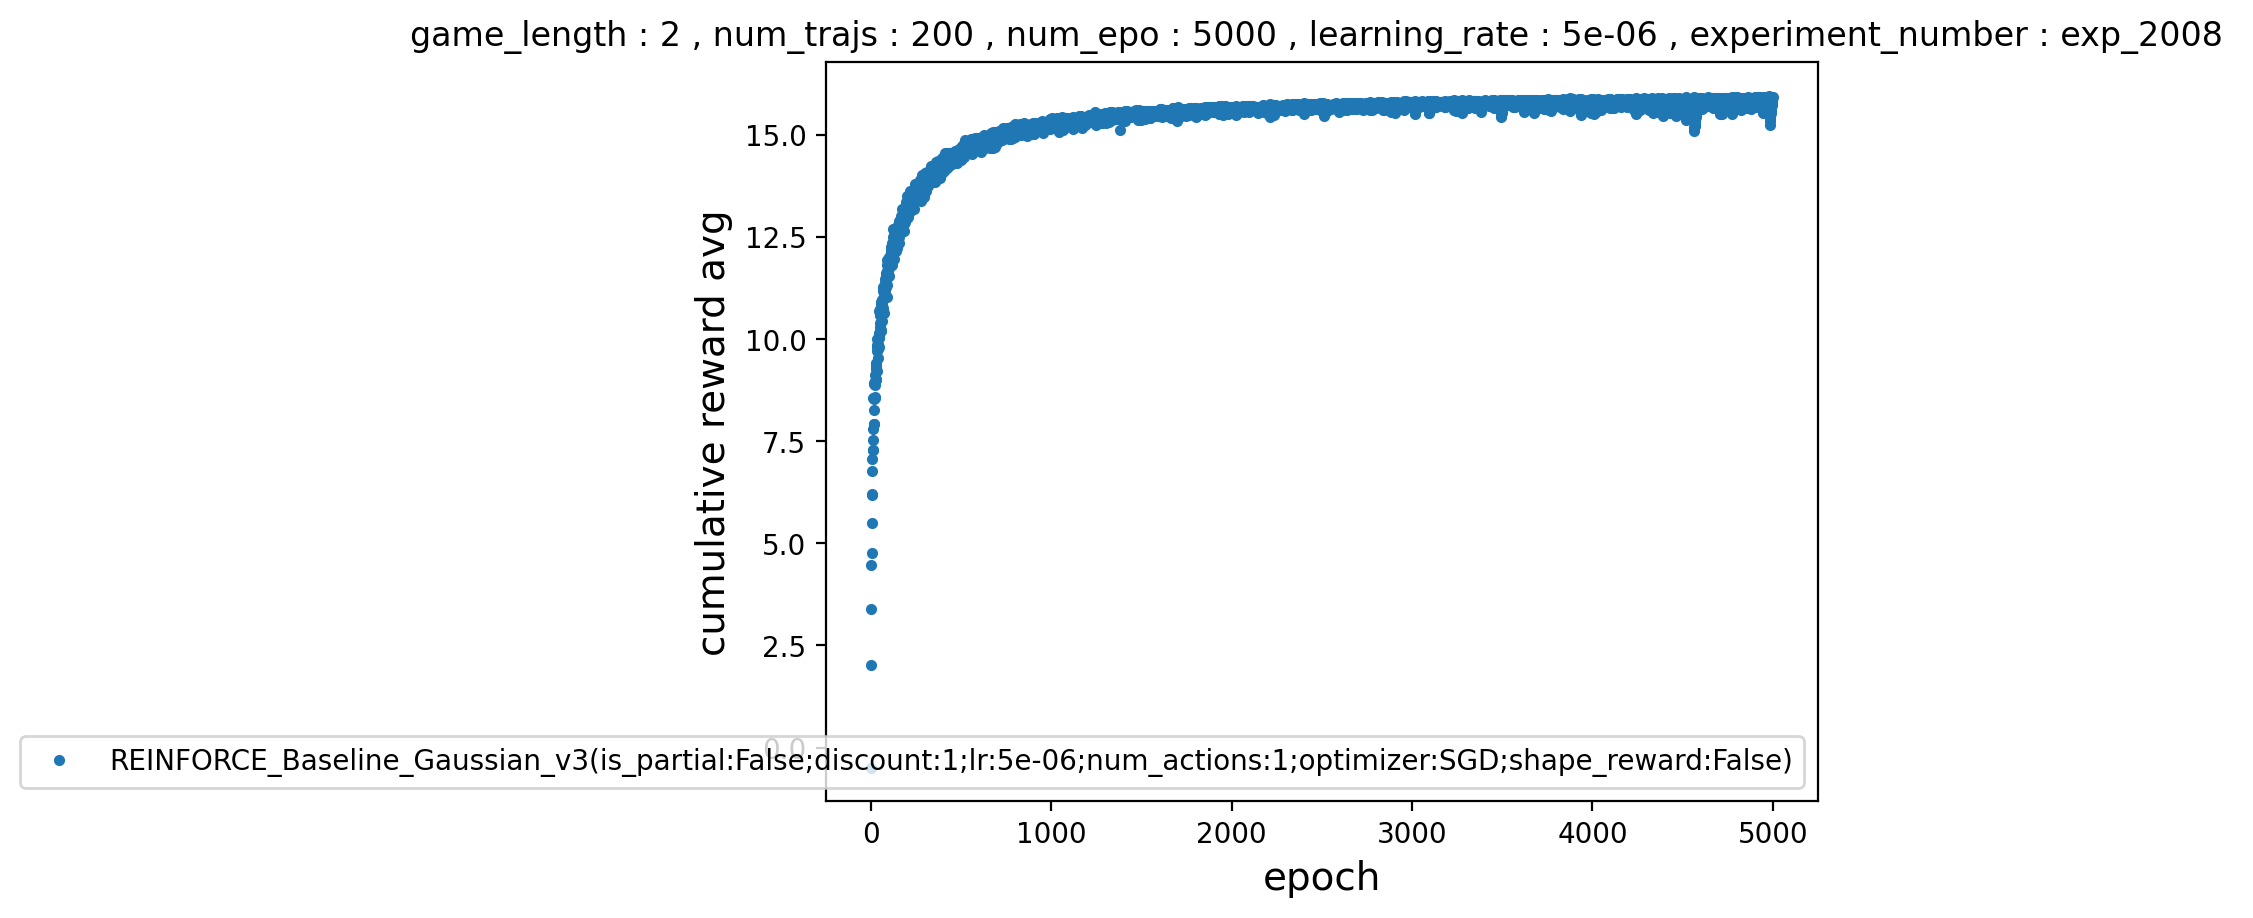 game_length : 2 , num_trajs : 200 , num_epo : 5000 , learning_rate : 5e-06 , experiment_number : exp_2008
cumulative reward avg
15.0
12.5
10.0
7.5
5.0
2.5
0.0
REINFORCE_Baseline_Gaussian_v3(is_partial:False;discount:1;lr:5e-06;num_actions:1;optimizer:SGD;shape_reward:False)
0 1000 2000 3000 4000 5000
epoch